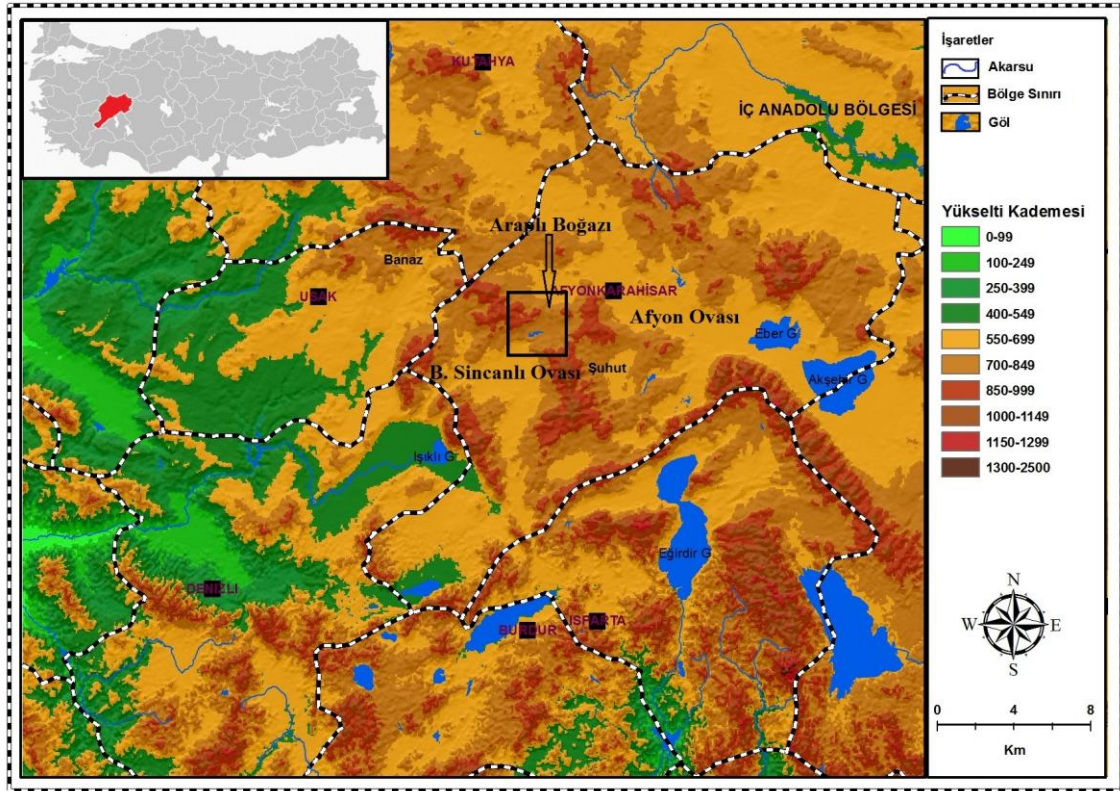 KUTAHYA
İÇ ANADOLU BÖLGESİ
Araplı Boğazı
Banaz
UŞAK
AFYONKARAHİSAR
Afyon Ovası
Eber G
B. Sincanlı Ovası
Şuhut
Akşehir G
Işıklı G
Eğirdir G
DENİZLİ
BURDUR
ISPARTA
İşaretler
Akarsu
Bölge Sınırı
Göl
Yükselti Kademesi
0-99
100-249
250-399
400-549
550-699
700-849
850-999
1000-1149
1150-1299
1300-2500
N
W E
S
0 4 8
Km